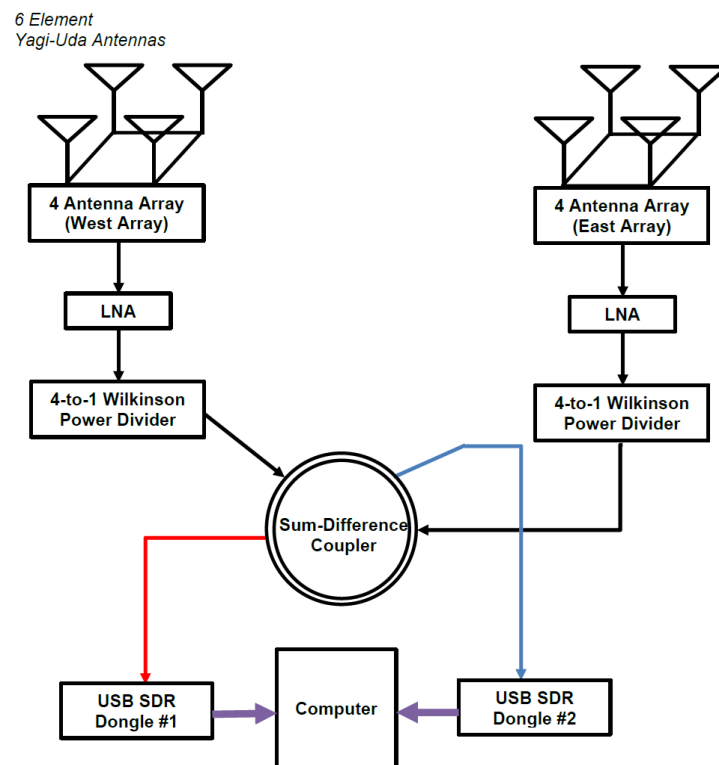 6 Element
Yagi-Uda Antennas
4 Antenna Array
(West Array)
4 Antenna Array
(East Array)
LNA
LNA
4-to-1 Wilkinson
Power Divider
4-to-1 Wilkinson
Power Divider
Sum-Difference
Coupler
USB SDR
Dongle #1
Computer
USB SDR
Dongle #2